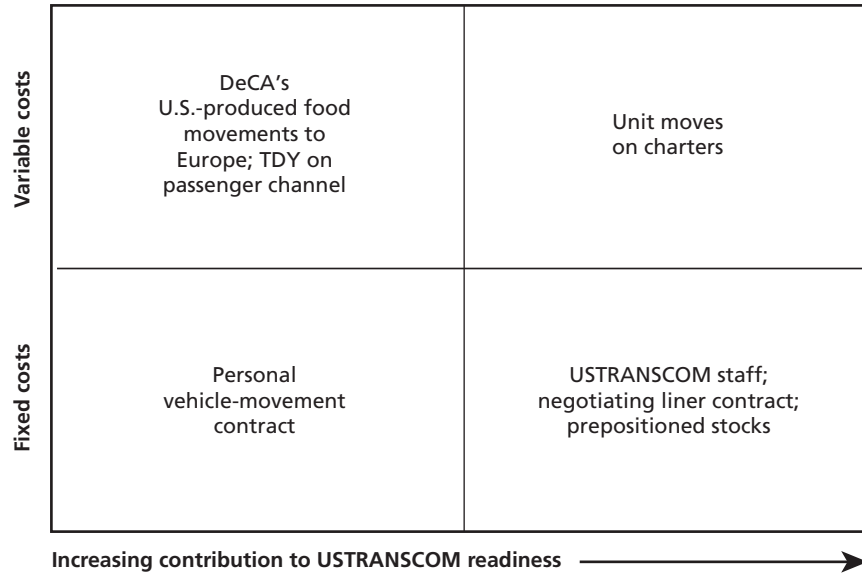 Variable costs
DeCA's
U.S.-produced food
movements to
Europe; TDY on
passenger channel
Unit moves
on charters
Fixed costs
Personal
vehicle-movement
contract
USTRANSCOM staff;
negotiating liner contract;
prepositioned stocks
Increasing contribution to USTRANSCOM readiness